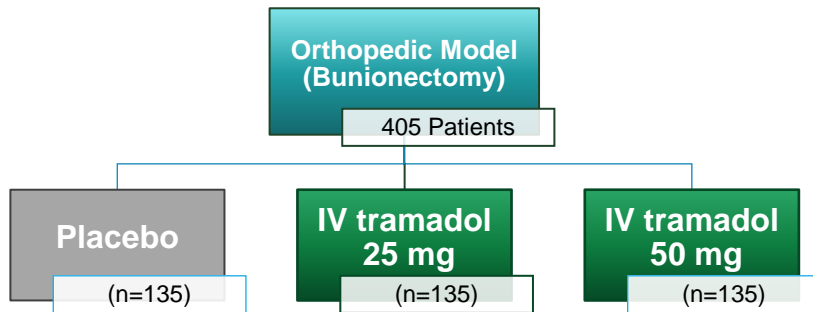 Orthopedic Model
(Bunionectomy)
405 Patients
Placebo
(n=135)
IV tramadol
25 mg
(n=135)
IV tramadol
50 mg
(n=135)